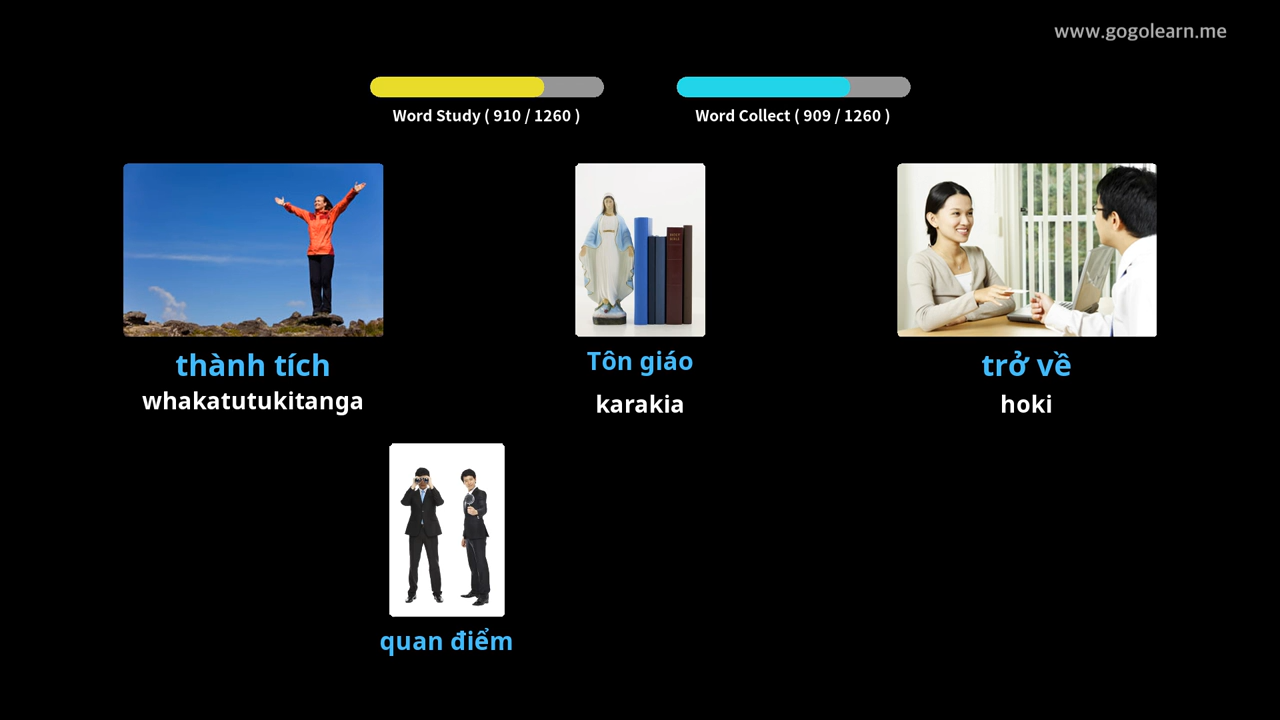 www.gogolearn.me
Word Study ( 910 / 1260 )
Word Collect ( 909 / 1260 )
thành tích
whakatutukitanga
Tôn giáo
karakia
trở về
hoki
quan điểm